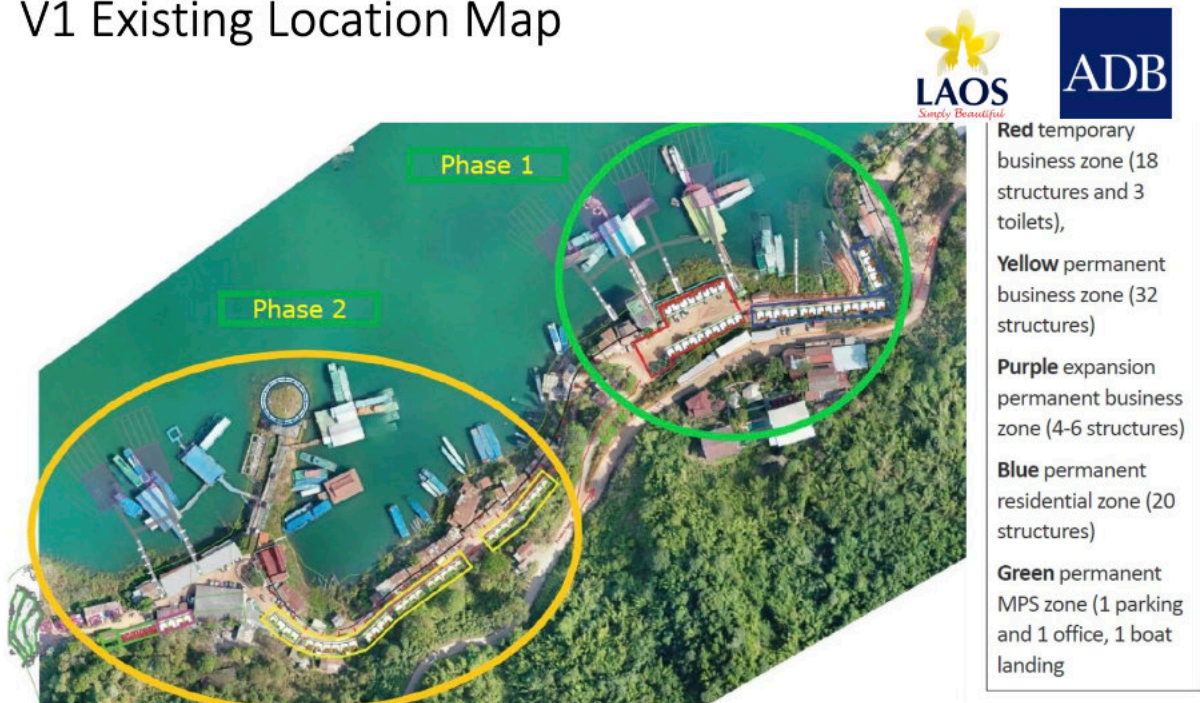 V1 Existing Location Map
LAOS
Simply Beautiful
ADB
Phase 1
Phase 2
Red temporary
business zone (18
structures and 3
toilets),
Yellow permanent
business zone (32
structures)
Purple expansion
permanent business
zone (4-6 structures)
Blue permanent
residential zone (20
structures)
Green permanent
MPS zone (1 parking
and 1 office, 1 boat
landing